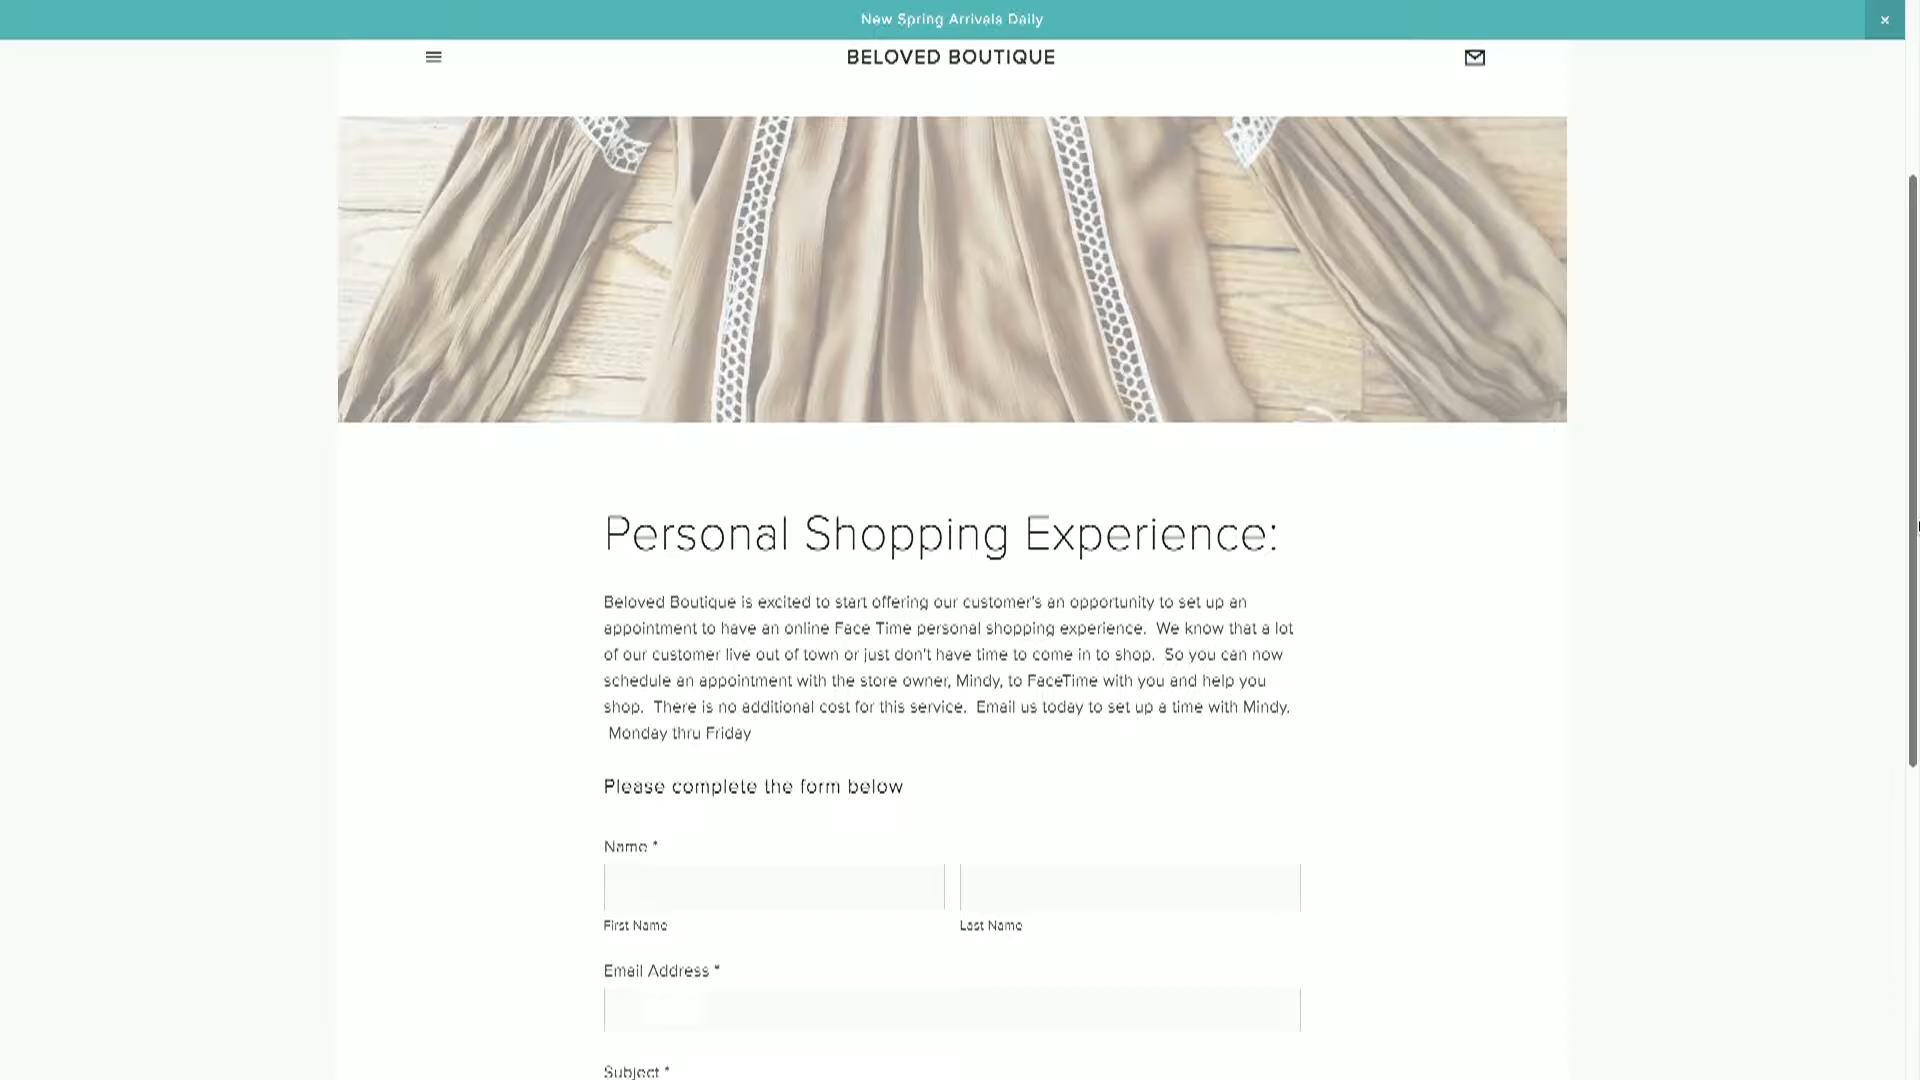 New Spring Arrivals Daily
×
BELOVED BOUTIQUE
Personal Shopping Experience:
Beloved Boutique is excited to start offering our customer's an opportunity to set up an
appointment to have an online Face Time personal shopping experience.  We know that a lot
of our customer live out of town or just don't have time to come in to shop.  So you can now
schedule an appointment with the store owner, Mindy, to FaceTime with you and help you
shop.  There is no additional cost for this service.  Email us today to set up a time with Mindy.
Monday thru Friday
Please complete the form below
Name *
First Name
Last Name
Email Address *
Subject *